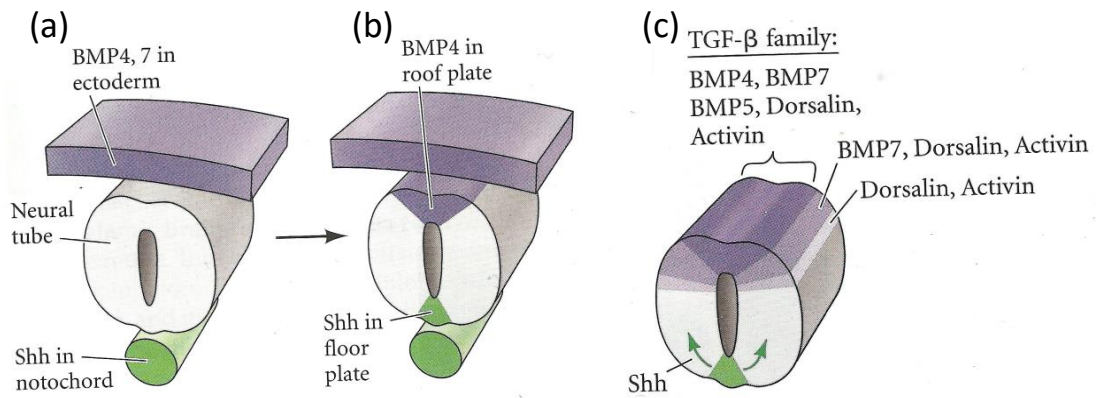 (a)
BMP4, 7 in
ectoderm
Neural
tube
Shh in
notochord
(b)
BMP4 in
roof plate
Shh in
floor
plate
(c)
TGF-β family:
BMP4, BMP7
BMP5, Dorsalin,
Activin
BMP7, Dorsalin, Activin
Dorsalin, Activin
Shh